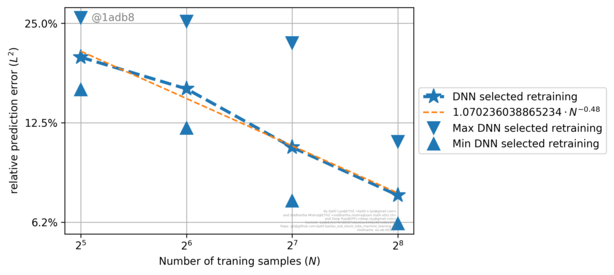 @1adb8
25.0%
12.5%
6.2%
relative prediction error (L²)
2⁵
2⁶
2⁷
2⁸
Number of traning samples (N)
DNN selected retraining
1.070236038865234 · N⁻⁰·⁴⁸
Max DNN selected retraining
Min DNN selected retraining